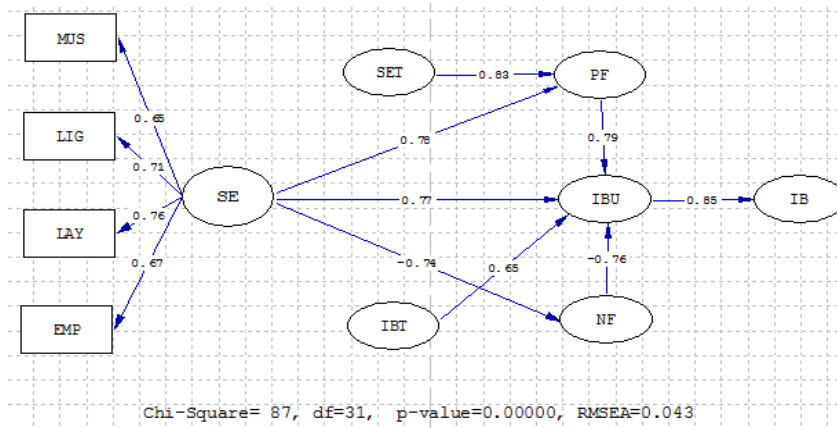 MUS
SET
0.83
PF
0.65
LIG
0.71
0.78
0.79
SE
0.77
IBU
0.85
IB
LAY
0.76
0.67
-0.74
0.65
-0.76
EMP
IBT
NF
Chi-Square= 87, df=31, p-value=0.00000, RMSEA=0.043